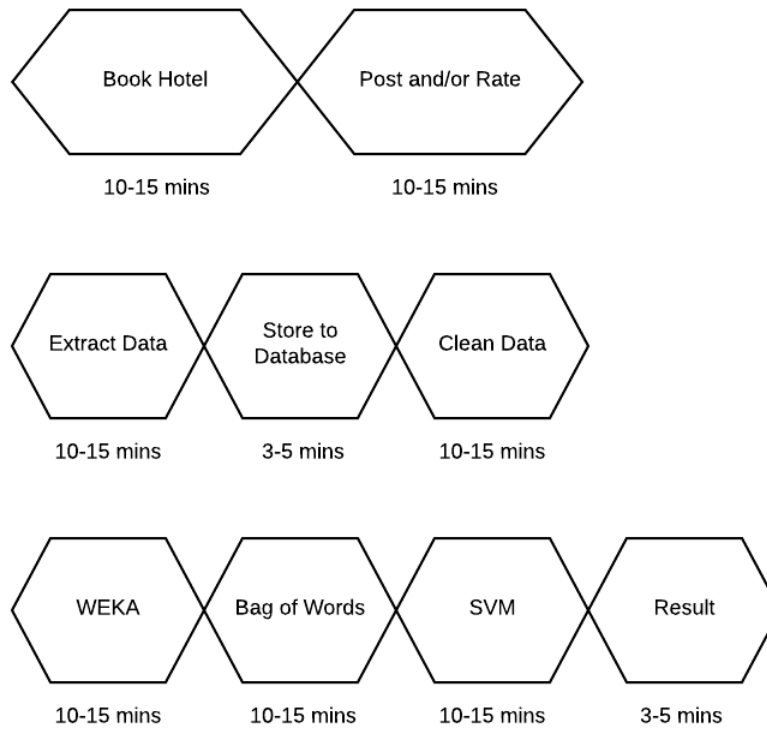 Book Hotel
Post and/or Rate
10-15 mins
10-15 mins
Extract Data
Store to
Database
Clean Data
10-15 mins
3-5 mins
10-15 mins
WEKA
Bag of Words
SVM
Result
10-15 mins
10-15 mins
10-15 mins
3-5 mins